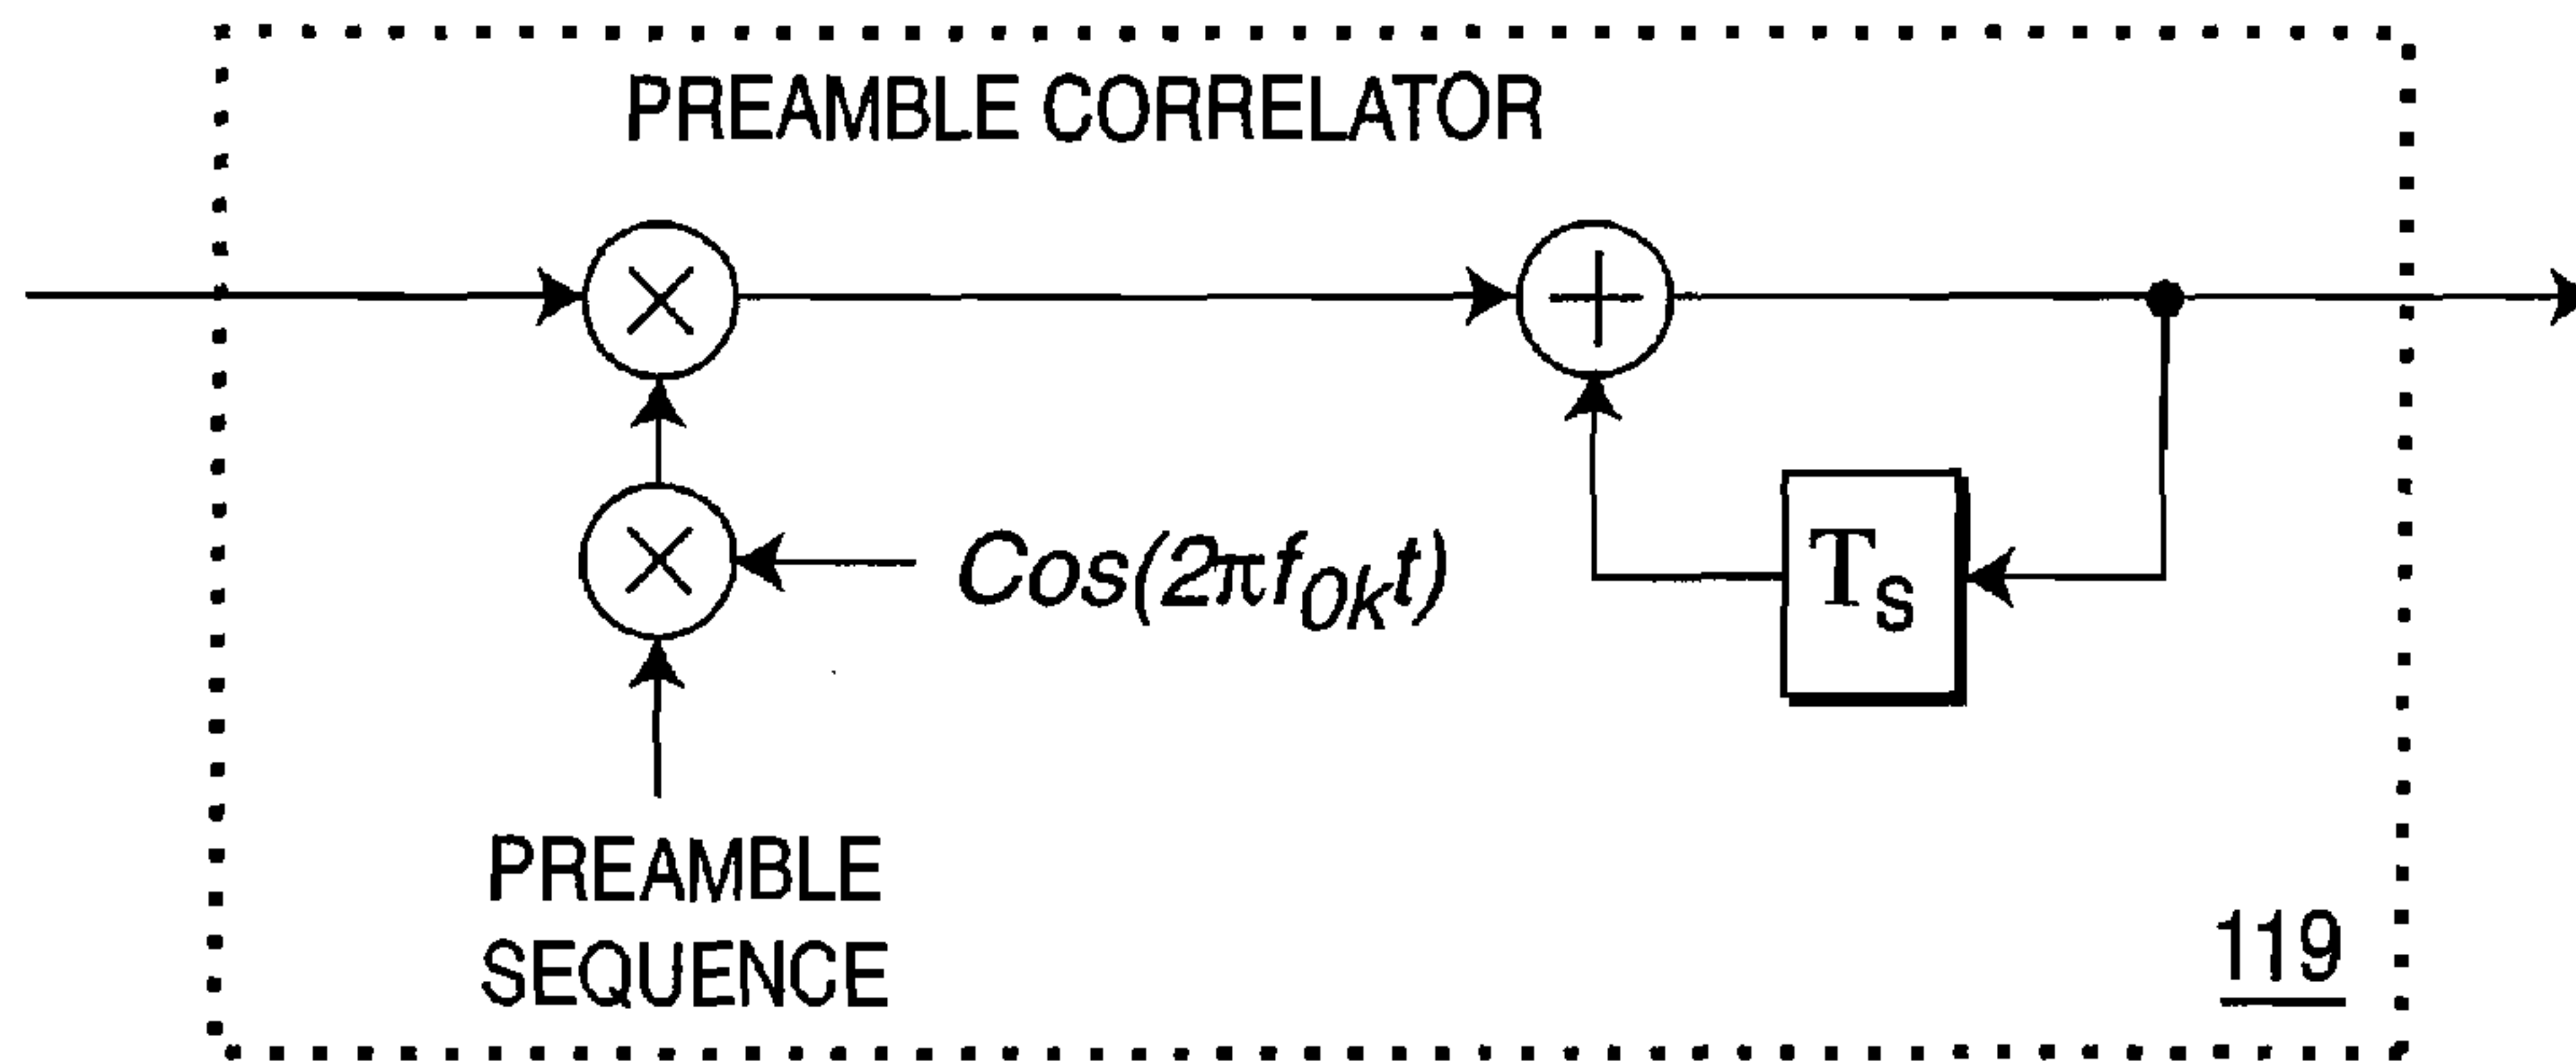 PREAMBLE CORRELATOR
Cos(2πf0kt)
TS
PREAMBLE
SEQUENCE
119